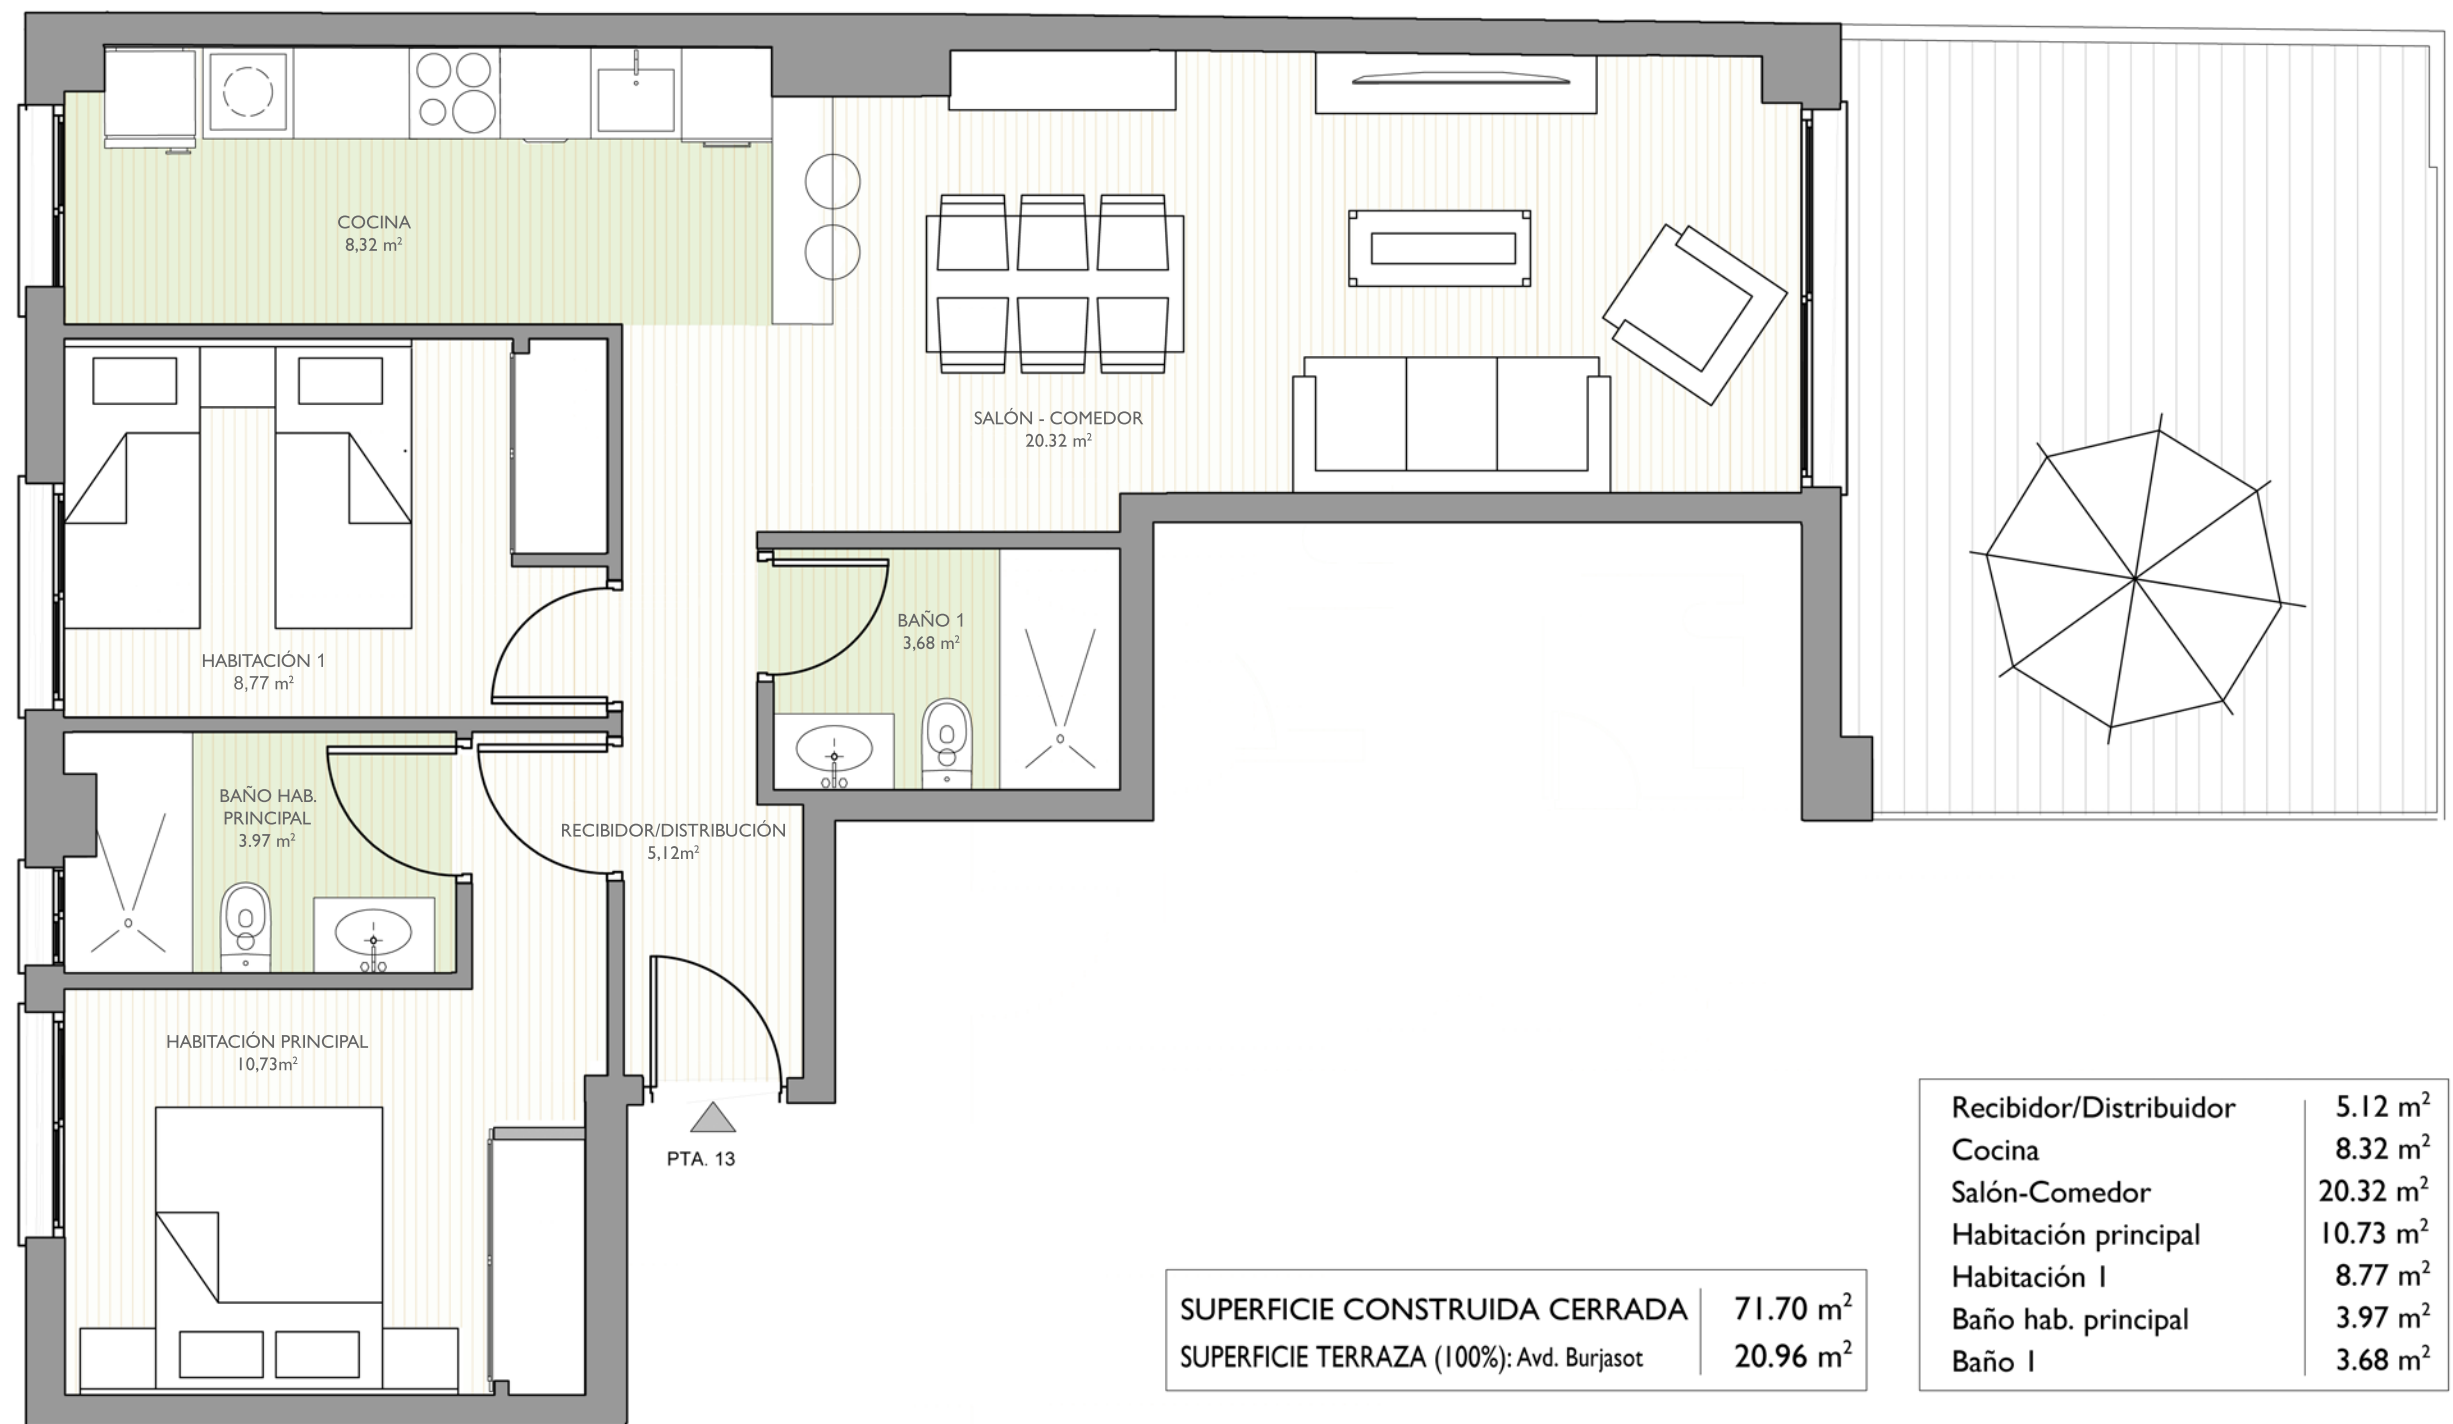 COCINA
8,32 m²
SALÓN - COMEDOR
20.32 m²
HABITACIÓN 1
8,77 m²
BAÑO 1
3,68 m²
BAÑO HAB.
PRINCIPAL
3.97 m²
RECIBIDOR/DISTRIBUCIÓN
5,12m²
HABITACIÓN PRINCIPAL
10,73m²
PTA. 13
SUPERFICIE CONSTRUIDA CERRADA 71.70 m²
SUPERFICIE TERRAZA (100%): Avd. Burjasot 20.96 m²
Recibidor/Distribuidor 5.12 m²
Cocina 8.32 m²
Salón-Comedor 20.32 m²
Habitación principal 10.73 m²
Habitación 1 8.77 m²
Baño hab. principal 3.97 m²
Baño 1 3.68 m²